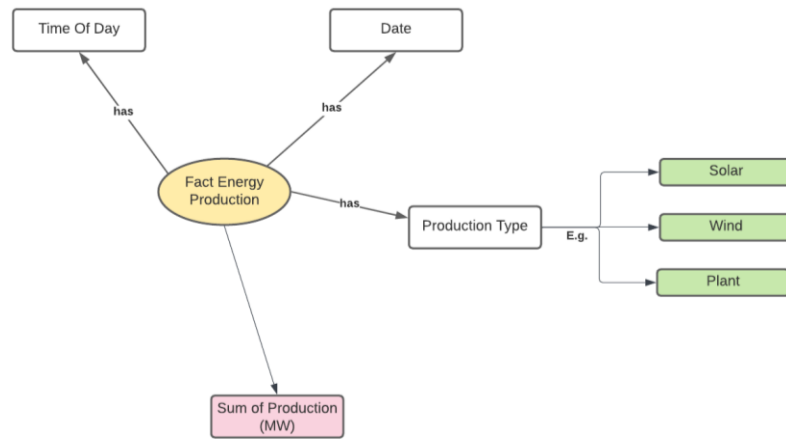 Time Of Day
Date
has
has
Fact Energy
Production
has
Production Type
E.g.
Solar
Wind
Plant
Sum of Production
(MW)